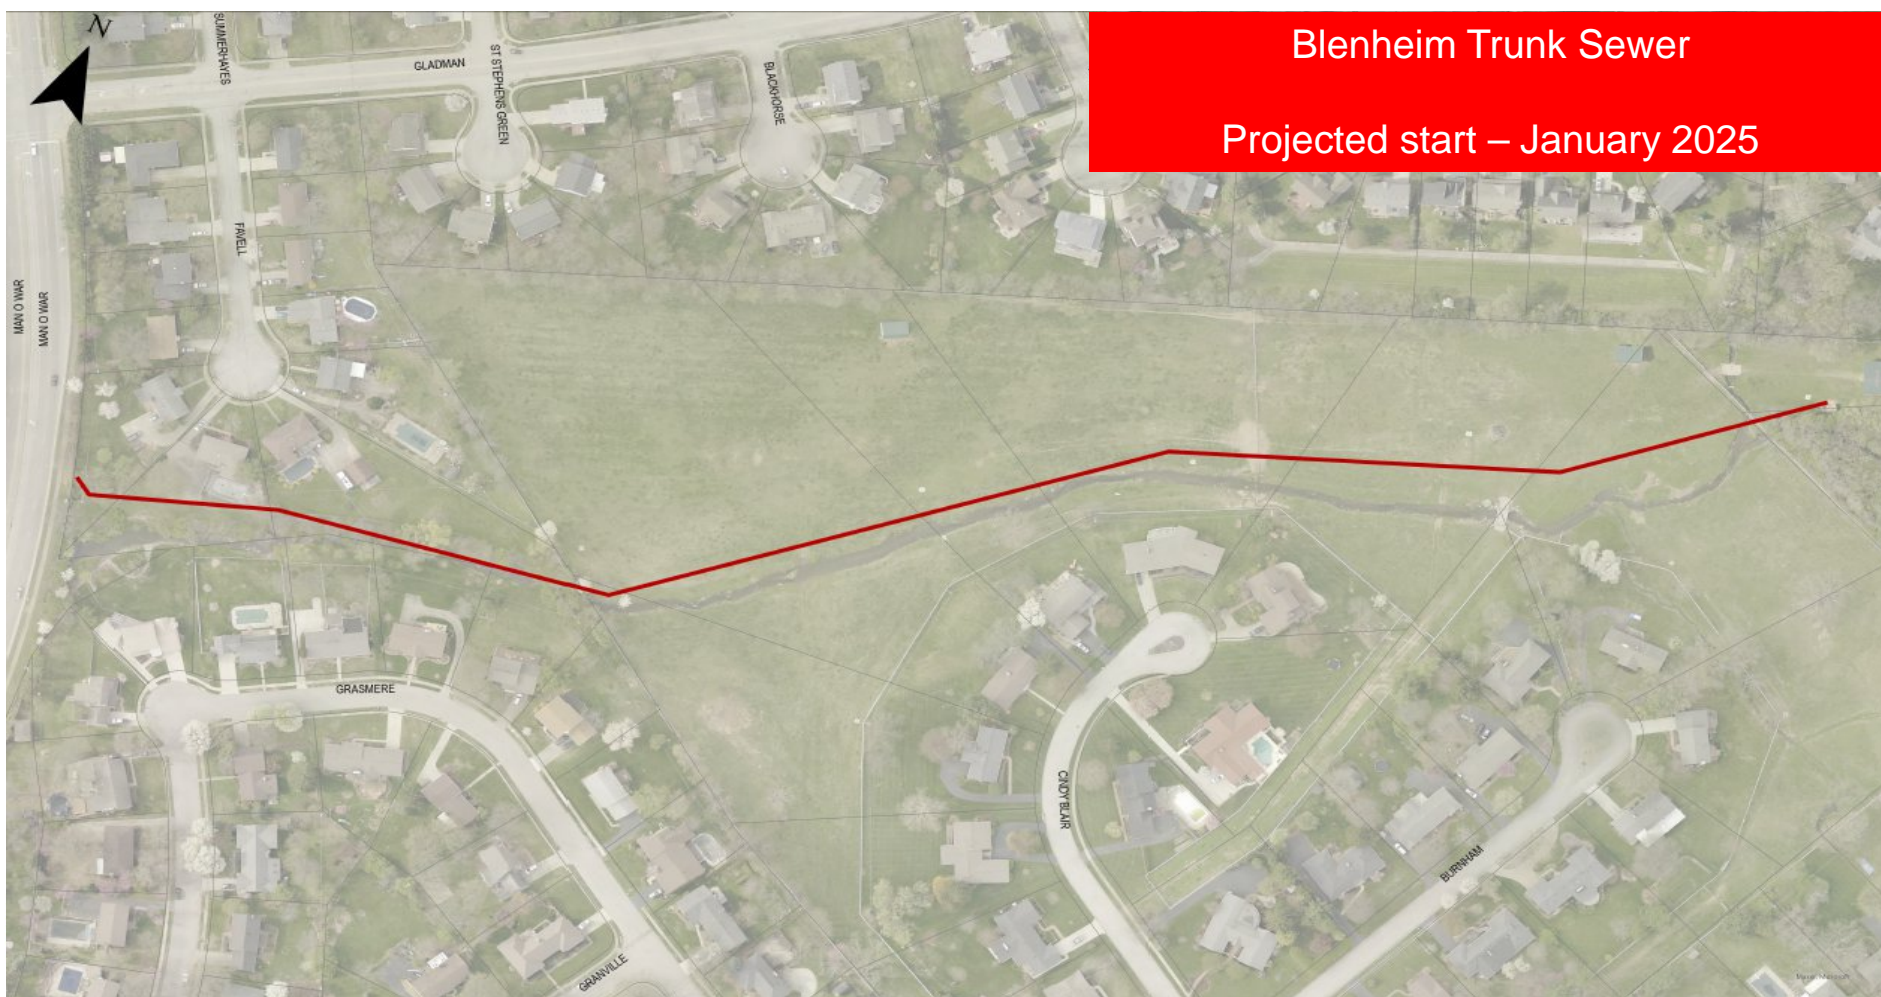 N
Blenheim Trunk Sewer
Projected start – January 2025
SUMMERHAYES
GLADMAN
ST STEPHENS GREEN
BLACKHORSE
FAVELL
MAN O WAR
MAN O WAR
GRASMERE
CINDY BLAIR
BURNHAM
GRANVILLE